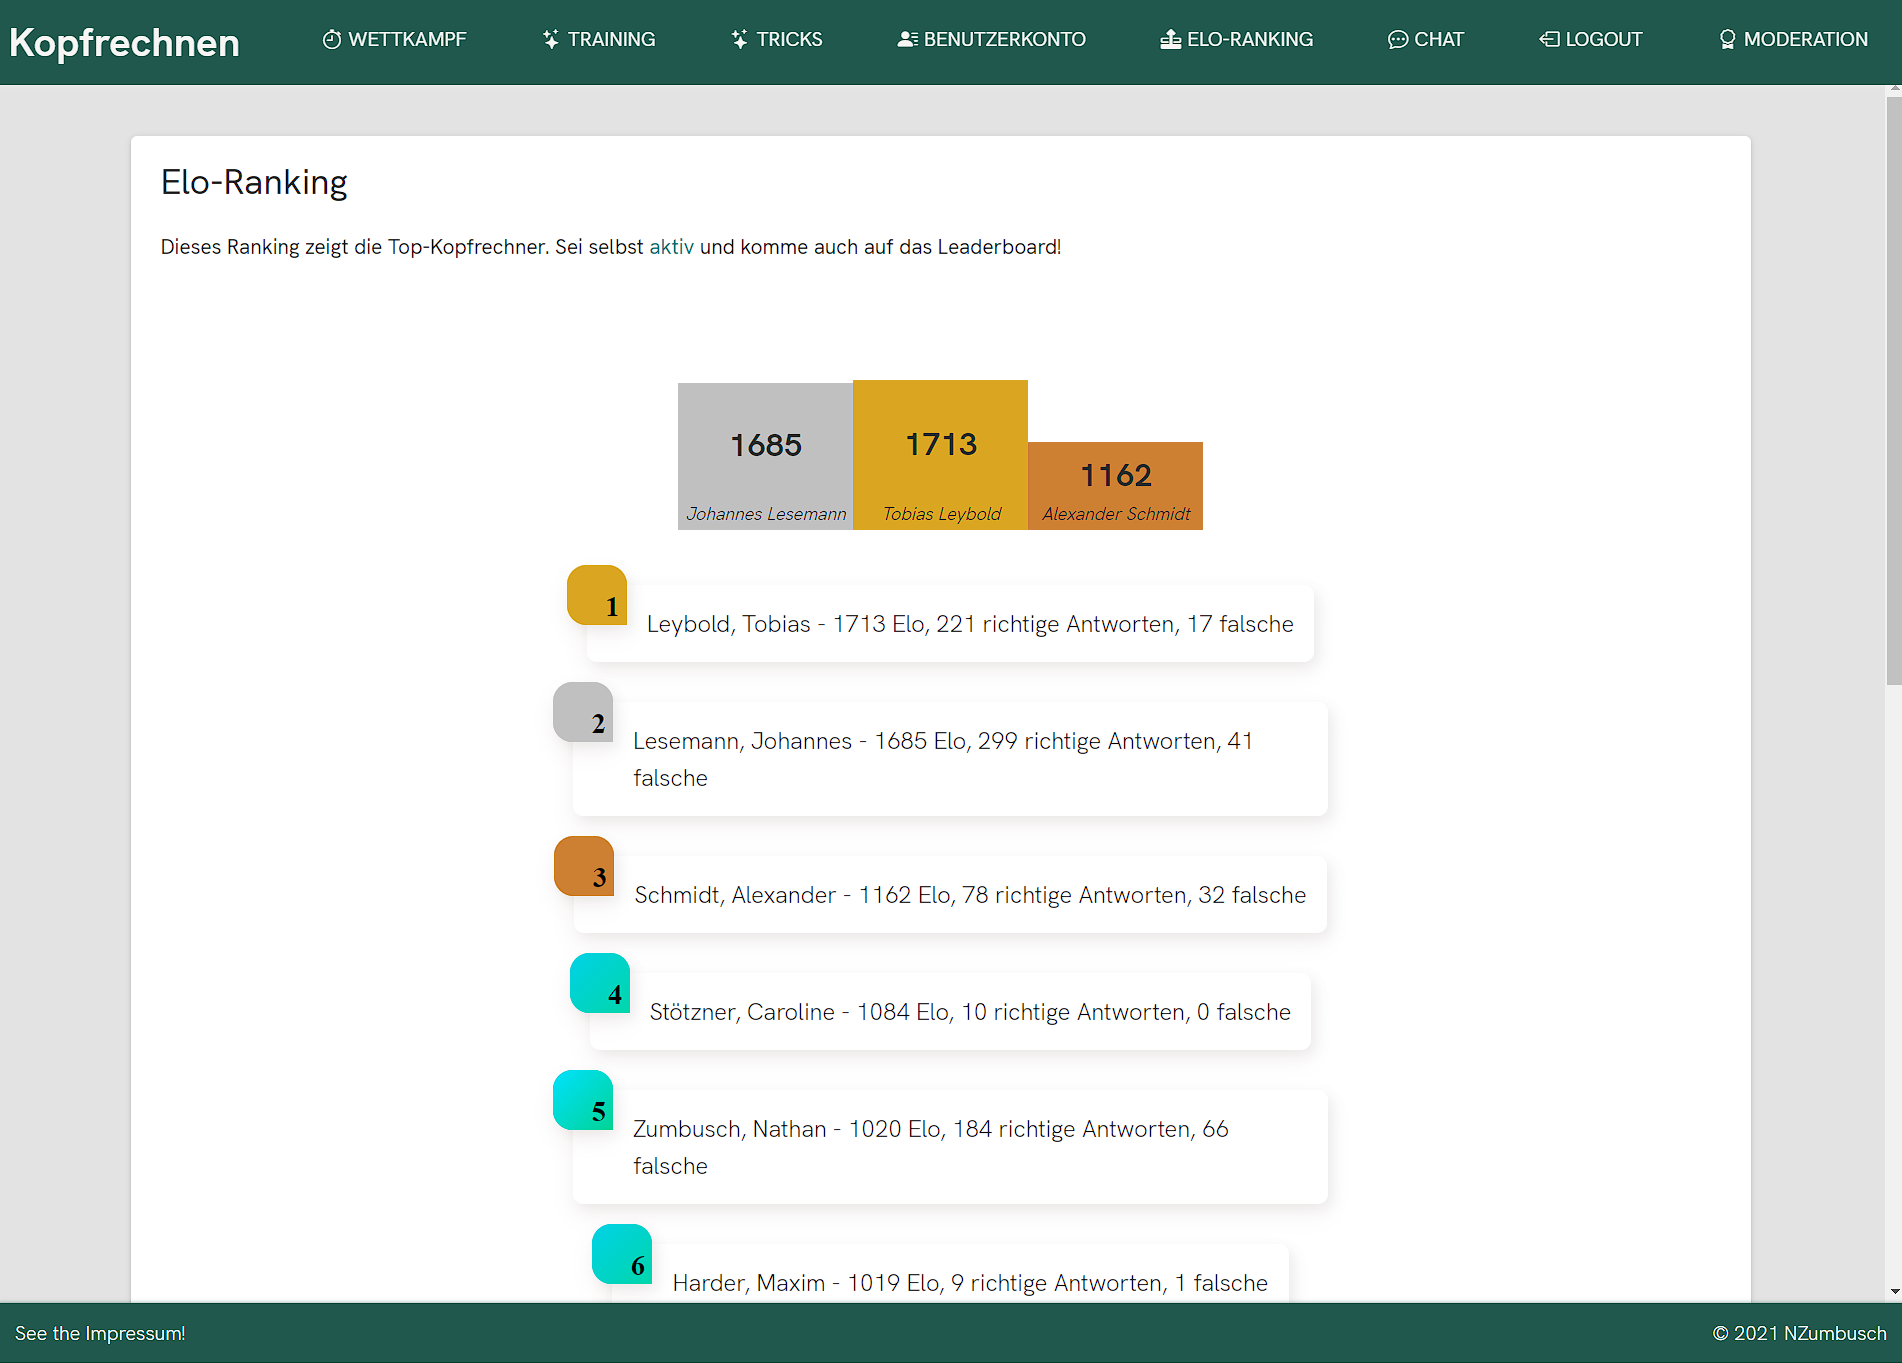 Kopfrechnen
WETTKAMPF
TRAINING
TRICKS
BENUTZERKONTO
ELO-RANKING
CHAT
LOGOUT
MODERATION
Elo-Ranking
Dieses Ranking zeigt die Top-Kopfrechner. Sei selbst aktiv und komme auch auf das Leaderboard!
1685
Johannes Lesemann
1713
Tobias Leybold
1162
Alexander Schmidt
1
Leybold, Tobias - 1713 Elo, 221 richtige Antworten, 17 falsche
2
Lesemann, Johannes - 1685 Elo, 299 richtige Antworten, 41
falsche
3
Schmidt, Alexander - 1162 Elo, 78 richtige Antworten, 32 falsche
4
Stötzner, Caroline - 1084 Elo, 10 richtige Antworten, 0 falsche
5
Zumbusch, Nathan - 1020 Elo, 184 richtige Antworten, 66
falsche
6
Harder, Maxim - 1019 Elo, 9 richtige Antworten, 1 falsche
See the Impressum!
© 2021 NZumbusch